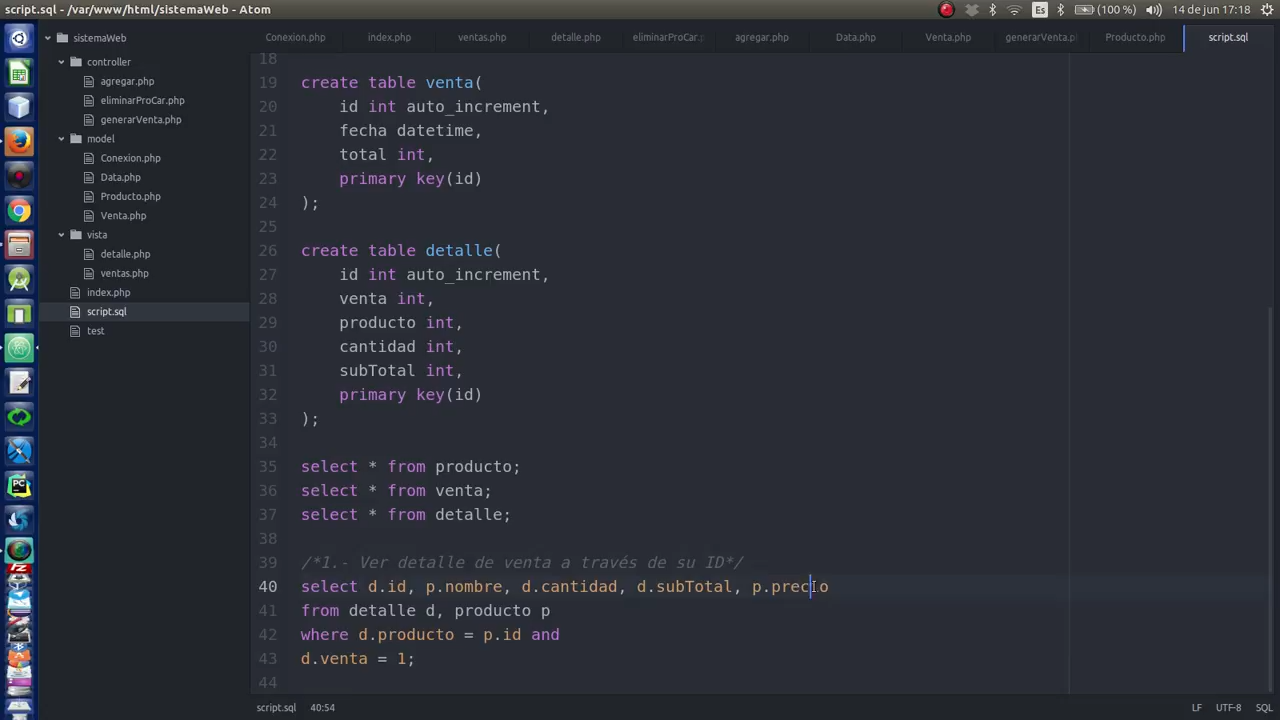 script.sql - /var/www/html/sistemaWeb - Atom
Es
(100 %)
14 de jun 17:18
sistemaWeb
controller
agregar.php
eliminarProCar.php
generarVenta.php
model
Conexion.php
Data.php
Producto.php
Venta.php
vista
detalle.php
ventas.php
index.php
script.sql
test
Conexion.php
index.php
ventas.php
detalle.php
eliminarProCar.
agregar.php
Data.php
Venta.php
generarVenta.p
Producto.php
script.sql
18
19 create table venta(
20 id int auto_increment,
21 fecha datetime,
22 total int,
23 primary key(id)
24 );
25
26 create table detalle(
27 id int auto_increment,
28 venta int,
29 producto int,
30 cantidad int,
31 subTotal int,
32 primary key(id)
33 );
34
35 select * from producto;
36 select * from venta;
37 select * from detalle;
38
39 /*1.- Ver detalle de venta a través de su ID*/
40 select d.id, p.nombre, d.cantidad, d.subTotal, p.precio
41 from detalle d, producto p
42 where d.producto = p.id and
43 d.venta = 1;
44
script.sql 40:54
LF UTF-8 SQL
PC